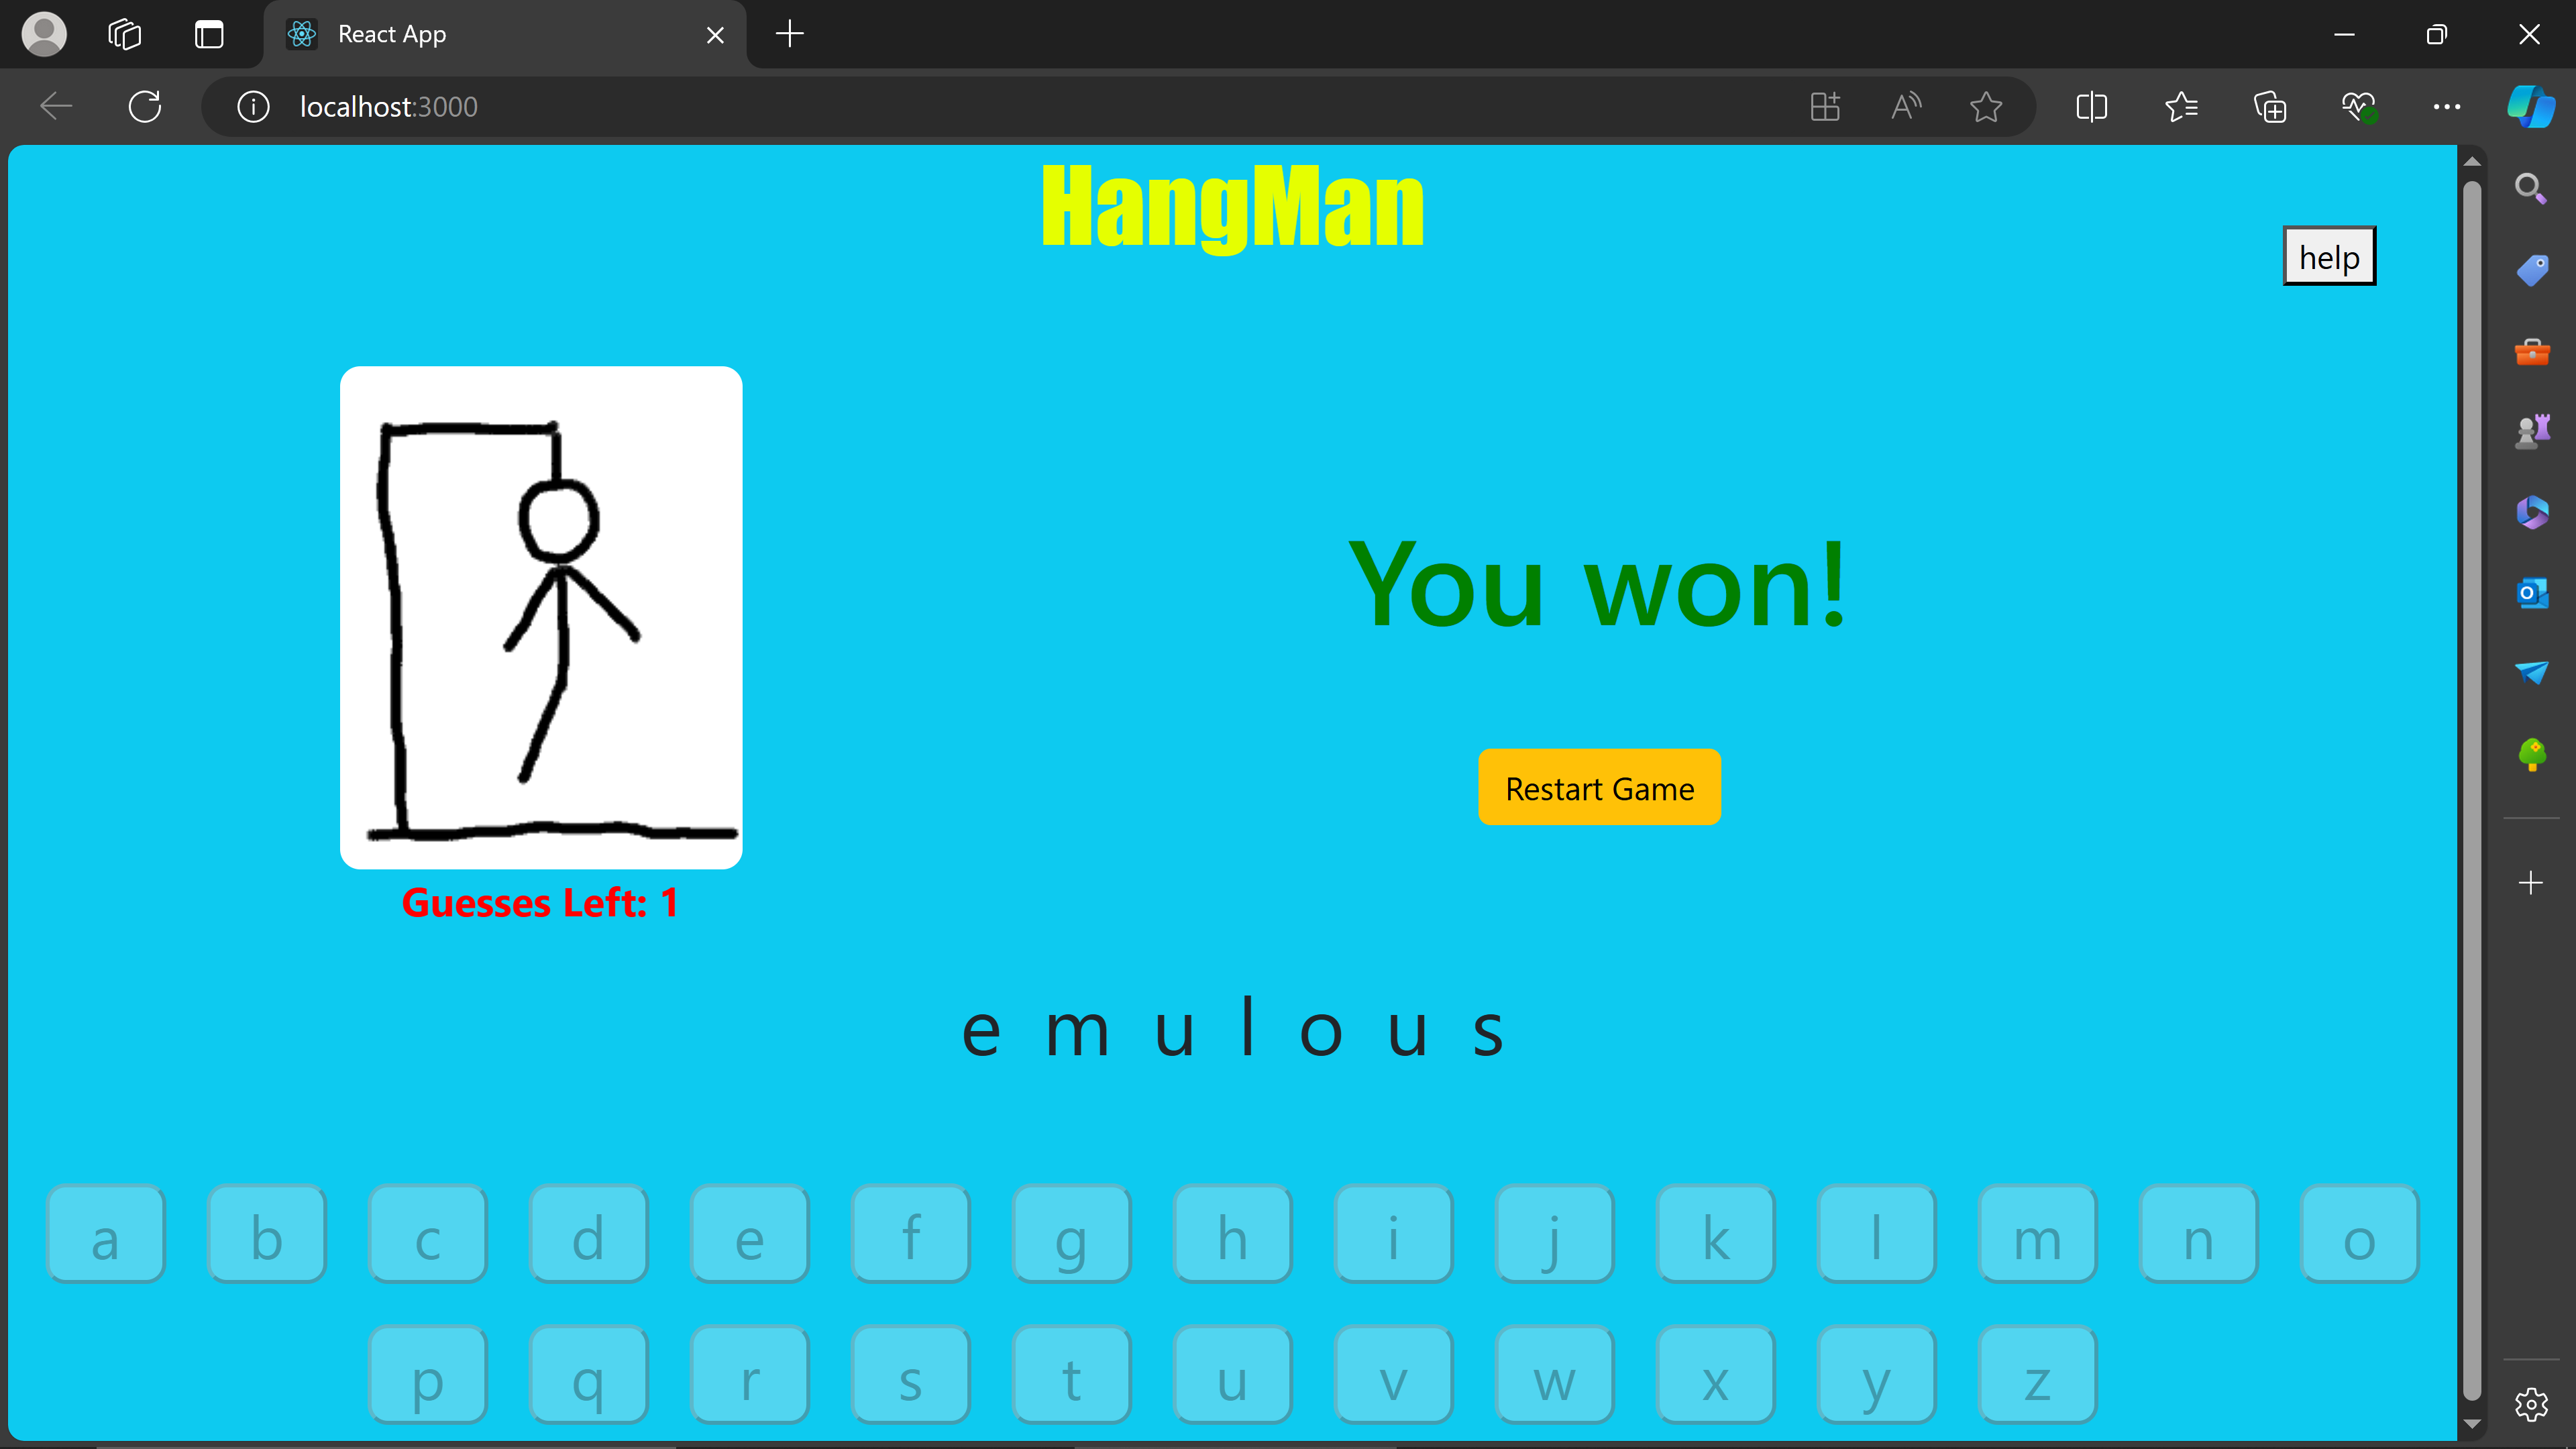 React App
localhost:3000
HangMan
help
You won!
Restart Game
Guesses Left: 1
e m u l o u s
a b c d e f g h i j k l m n o
p q r s t u v w x y z